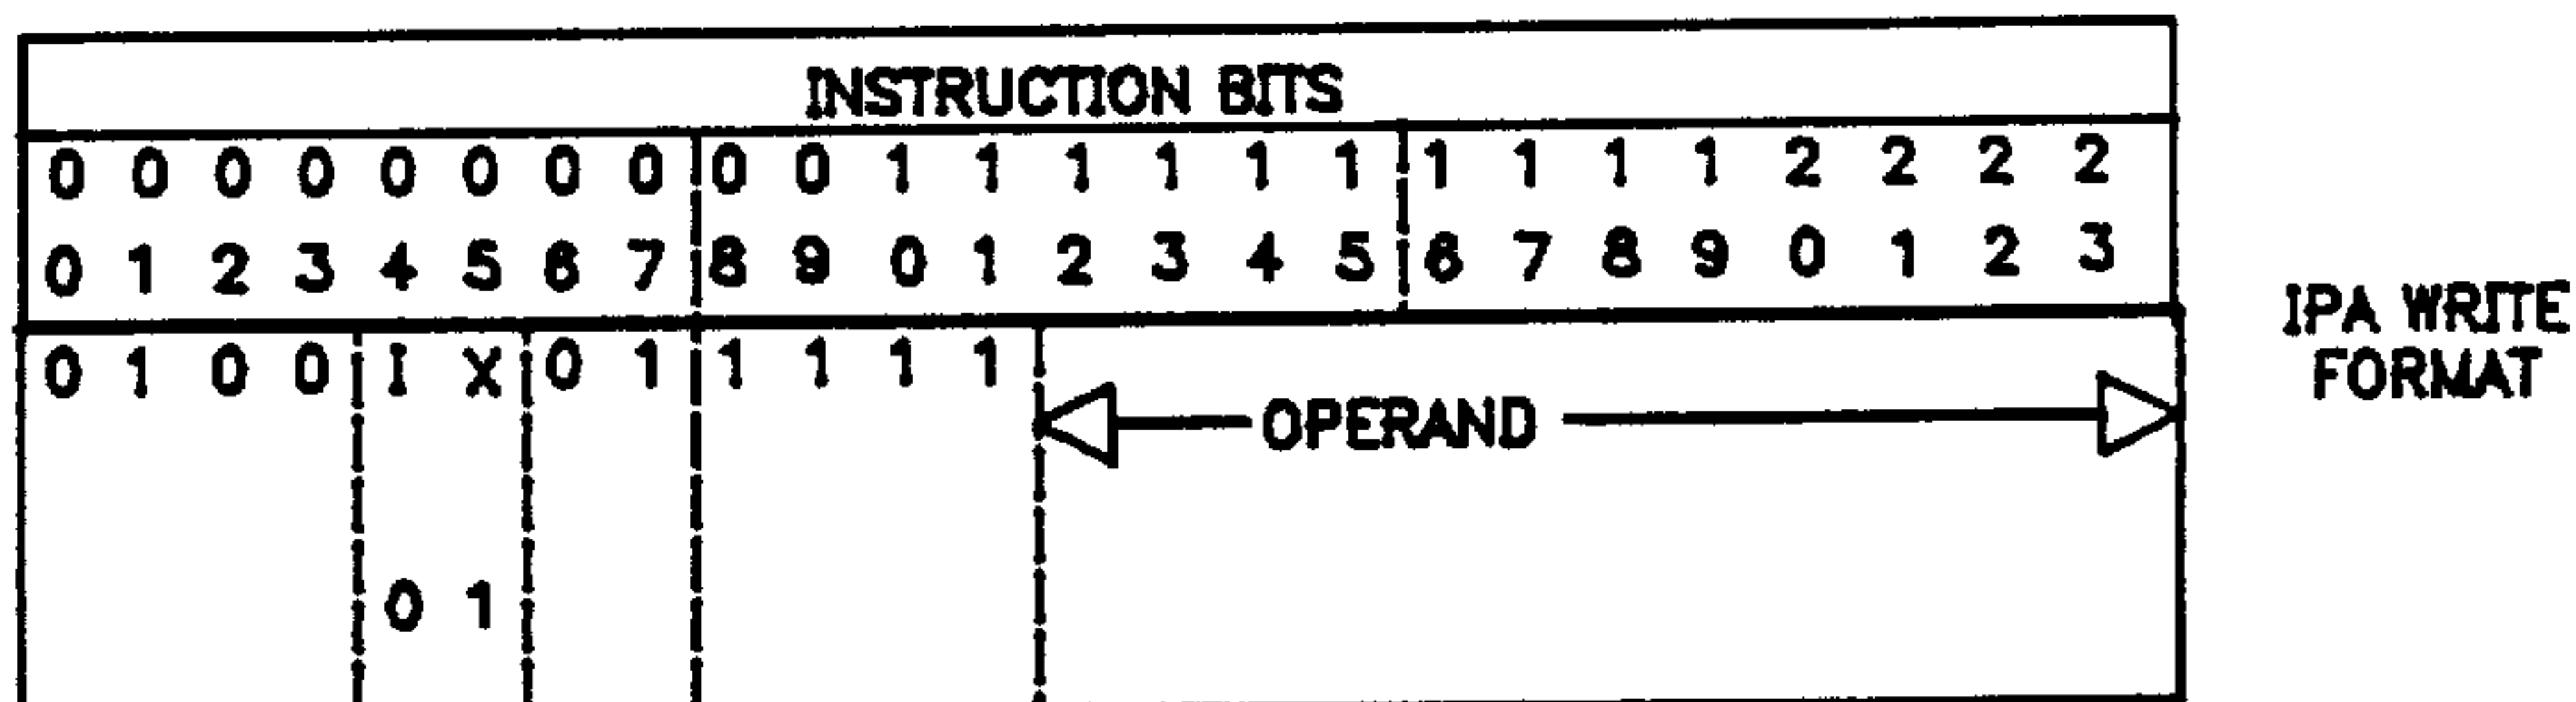 INSTRUCTION BITS
0 0 0 0 0 0 0 0 0 0 1 1 1 1 1 1 1 1 1 1 2 2 2 2
0 1 2 3 4 5 6 7 8 9 0 1 2 3 4 5 6 7 8 9 0 1 2 3
0 1 0 0 I X 0 1 1 1 1 1
OPERAND
0 1
IPA WRITE
FORMAT